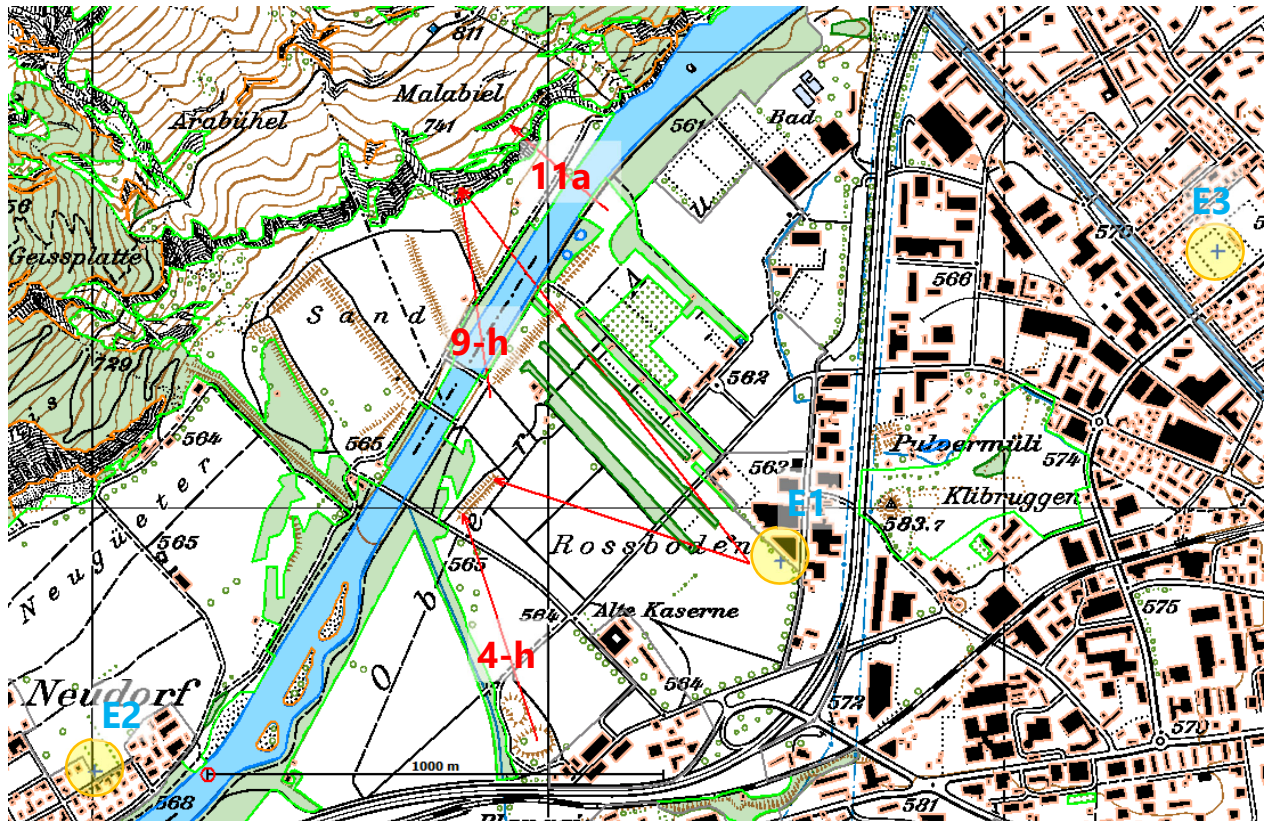 811
Malabiel
Arabühel
741
11a
561
Bad
u
E3
570
56
Geissplatte
566
Sand
A
9-h
729
562
is
564
565
r
Pulvermüli
574
563
Klibruggen
E1
583.7
e
Rossboden
565
565
Neugüeter
b
564
Alte Kaserne
575
4-h
O
564
572
Neudorf
E2
H
1000 m
568
581